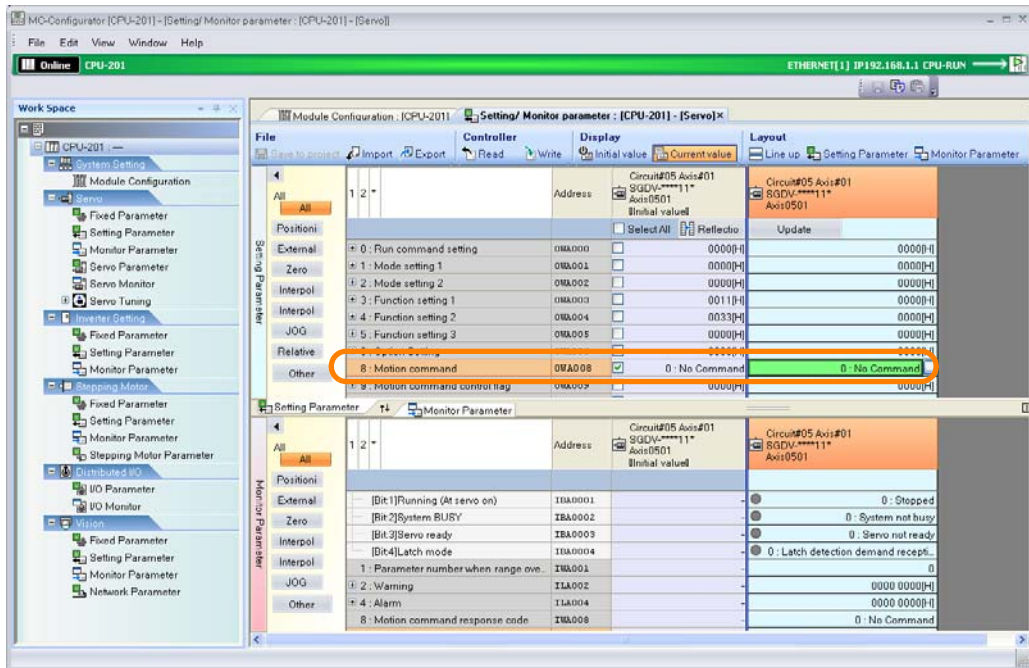 MC-Configurator [CPU-201] - [Setting/ Monitor parameter : [CPU-201] - [Servo]]
File Edit View Window Help
Online CPU-201 ETHERNET[1] IP192.168.1.1 CPU-RUN
Work Space
CPU-201 : ---
System Setting
Module Configuration
Servo
Fixed Parameter
Setting Parameter
Monitor Parameter
Servo Parameter
Servo Monitor
Servo Tuning
Inverter Setting
Fixed Parameter
Setting Parameter
Monitor Parameter
Stepping Motor
Fixed Parameter
Setting Parameter
Monitor Parameter
Stepping Motor Parameter
Distributed I/O
I/O Parameter
I/O Monitor
Vision
Fixed Parameter
Setting Parameter
Monitor Parameter
Network Parameter
Module Configuration : [CPU-201] Setting/ Monitor parameter : [CPU-201] - [Servo]
File Controller Display Layout
Save to project Import Export Read Write Initial value Current value Line up Setting Parameter Monitor Parameter
Setting Parameter
All
All
Positioni
External
Zero
Interpol
Interpol
JOG
Relative
Other
1 2 Address Circuit#05 Axis#01 SGDV-****11* Axis0501 [Initial value] Circuit#05 Axis#01 SGDV-****11* Axis0501
Select All Reflectio Update
0 : Run command setting OWA000 0000[H] 0000[H]
1 : Mode setting 1 OWA001 0000[H] 0000[H]
2 : Mode setting 2 OWA002 0000[H] 0000[H]
3 : Function setting 1 OWA003 0011[H] 0000[H]
4 : Function setting 2 OWA004 0033[H] 0000[H]
5 : Function setting 3 OWA005 0000[H] 0000[H]
8 : Motion command OWA008 0 : No Command 0 : No Command
9 : Motion command control flag OWA009 0000[H] 0000[H]
Setting Parameter Monitor Parameter
Monitor Parameter
All
All
Positioni
External
Zero
Interpol
Interpol
JOG
Other
1 2 Address Circuit#05 Axis#01 SGDV-****11* Axis0501 [Initial value] Circuit#05 Axis#01 SGDV-****11* Axis0501
[Bit:1]Running (At servo on) IBA0001 - 0 : Stopped
[Bit:2]System BUSY IBA0002 - 0 : System not busy
[Bit:3]Servo ready IBA0003 - 0 : Servo not ready
[Bit:4]Latch mode IBA0004 - 0 : Latch detection demand recepti...
1 : Parameter number when range ove... IWA001 - 0
2 : Warning ILA002 - 0000 0000[H]
4 : Alarm ILA004 - 0000 0000[H]
8 : Motion command response code IWA008 - 0 : No Command